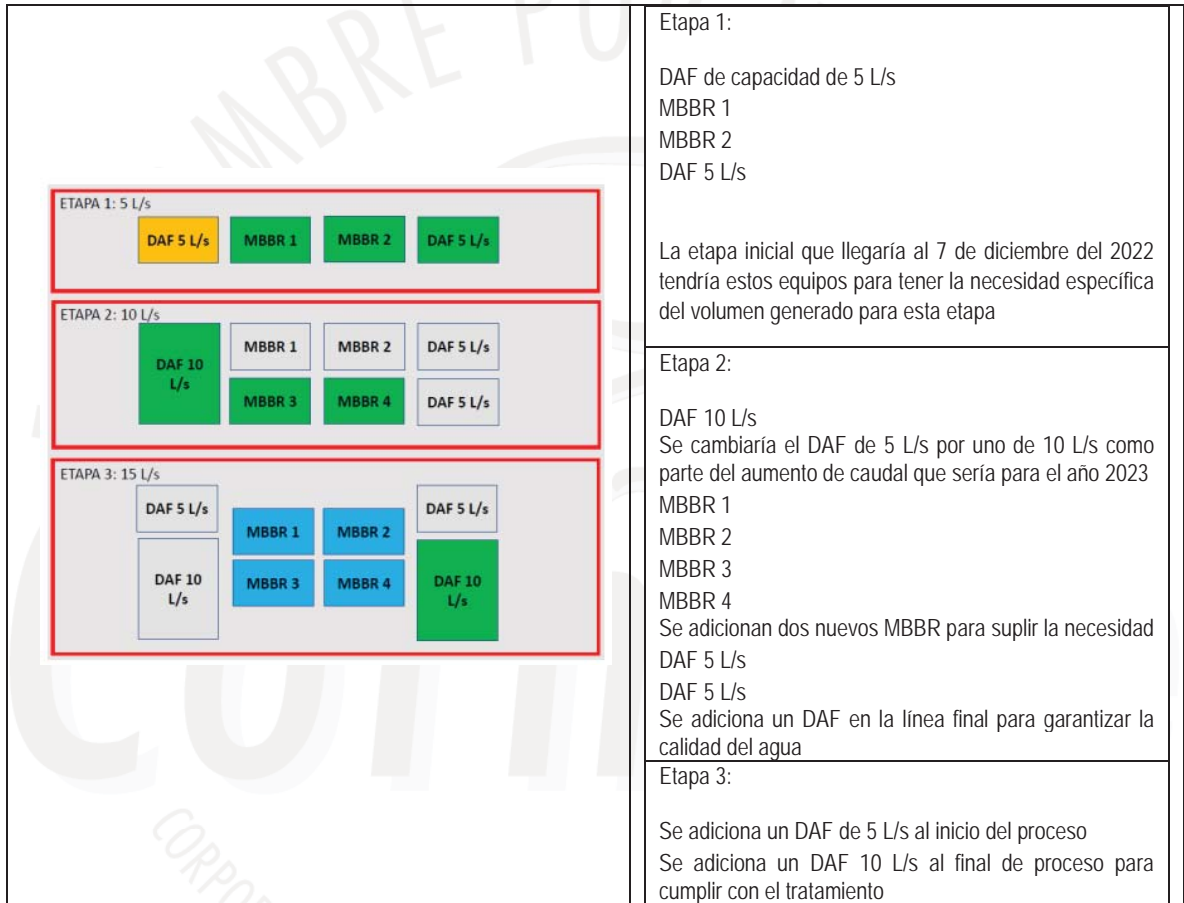 ETAPA 1: 5 L/s
DAF 5 L/s
MBBR 1
MBBR 2
DAF 5 L/s
ETAPA 2: 10 L/s
DAF 10
L/s
MBBR 1
MBBR 2
DAF 5 L/s
MBBR 3
MBBR 4
DAF 5 L/s
ETAPA 3: 15 L/s
DAF 5 L/s
DAF 10
L/s
MBBR 1
MBBR 2
MBBR 3
MBBR 4
DAF 5 L/s
DAF 10
L/s
Etapa 1:
DAF de capacidad de 5 L/s
MBBR 1
MBBR 2
DAF 5 L/s
La etapa inicial que llegaría al 7 de diciembre del 2022
tendría estos equipos para tener la necesidad específica
del volumen generado para esta etapa
Etapa 2:
DAF 10 L/s
Se cambiaría el DAF de 5 L/s por uno de 10 L/s como
parte del aumento de caudal que sería para el año 2023
MBBR 1
MBBR 2
MBBR 3
MBBR 4
Se adicionan dos nuevos MBBR para suplir la necesidad
DAF 5 L/s
DAF 5 L/s
Se adiciona un DAF en la línea final para garantizar la
calidad del agua
Etapa 3:
Se adiciona un DAF de 5 L/s al inicio del proceso
Se adiciona un DAF 10 L/s al final de proceso para
cumplir con el tratamiento